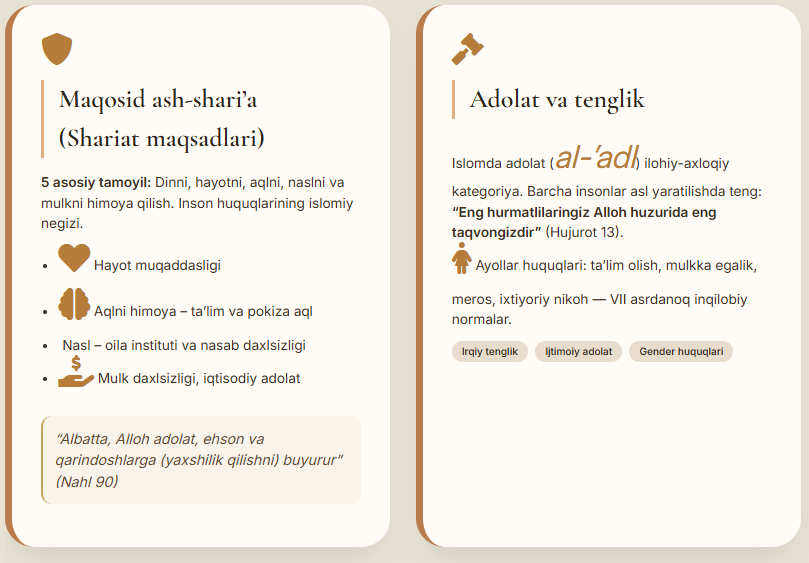 Maqosid ash-shari’a
(Shariat maqsadlari)
5 asosiy tamoyil: Dinni, hayotni, aqlni, naslni va
mulkni himoya qilish. Inson huquqlarining islomiy
negizi.
• Hayot muqaddasligi
• Aqlni himoya – ta’lim va pokiza aql
• Nasl – oila instituti va nasab daxlsizligi
• Mulk daxlsizligi, iqtisodiy adolat
“Albatta, Alloh adolat, ehson va
qarindoshlarga (yaxshilik qilishni) buyurur”
(Nahl 90)
Adolat va tenglik
Islomda adolat (al-’adl) ilohiy-axloqiy
kategoriya. Barcha insonlar asl yaratilishda teng:
“Eng hurmatlilaringiz Alloh huzurida eng
taqvongizdir” (Hujurot 13).
Ayollar huquqlari: ta’lim olish, mulkka egalik,
meros, ixtiyoriy nikoh — VII asrdanoq inqilobiy
normalar.
Irqiy tenglik Ijtimoiy adolat Gender huquqlari